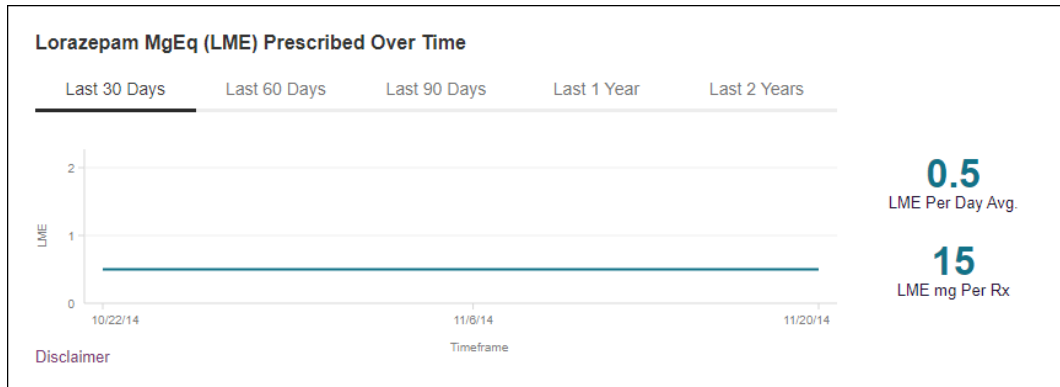 Lorazepam MgEq (LME) Prescribed Over Time
Last 30 Days Last 60 Days Last 90 Days Last 1 Year Last 2 Years
2
1
0
LME
10/22/14 11/6/14 11/20/14
Timeframe
0.5
LME Per Day Avg.
15
LME mg Per Rx
Disclaimer